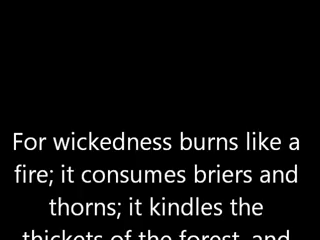 For wickedness burns like a
fire; it consumes briers and
thorns; it kindles the
thickets of the forest, and